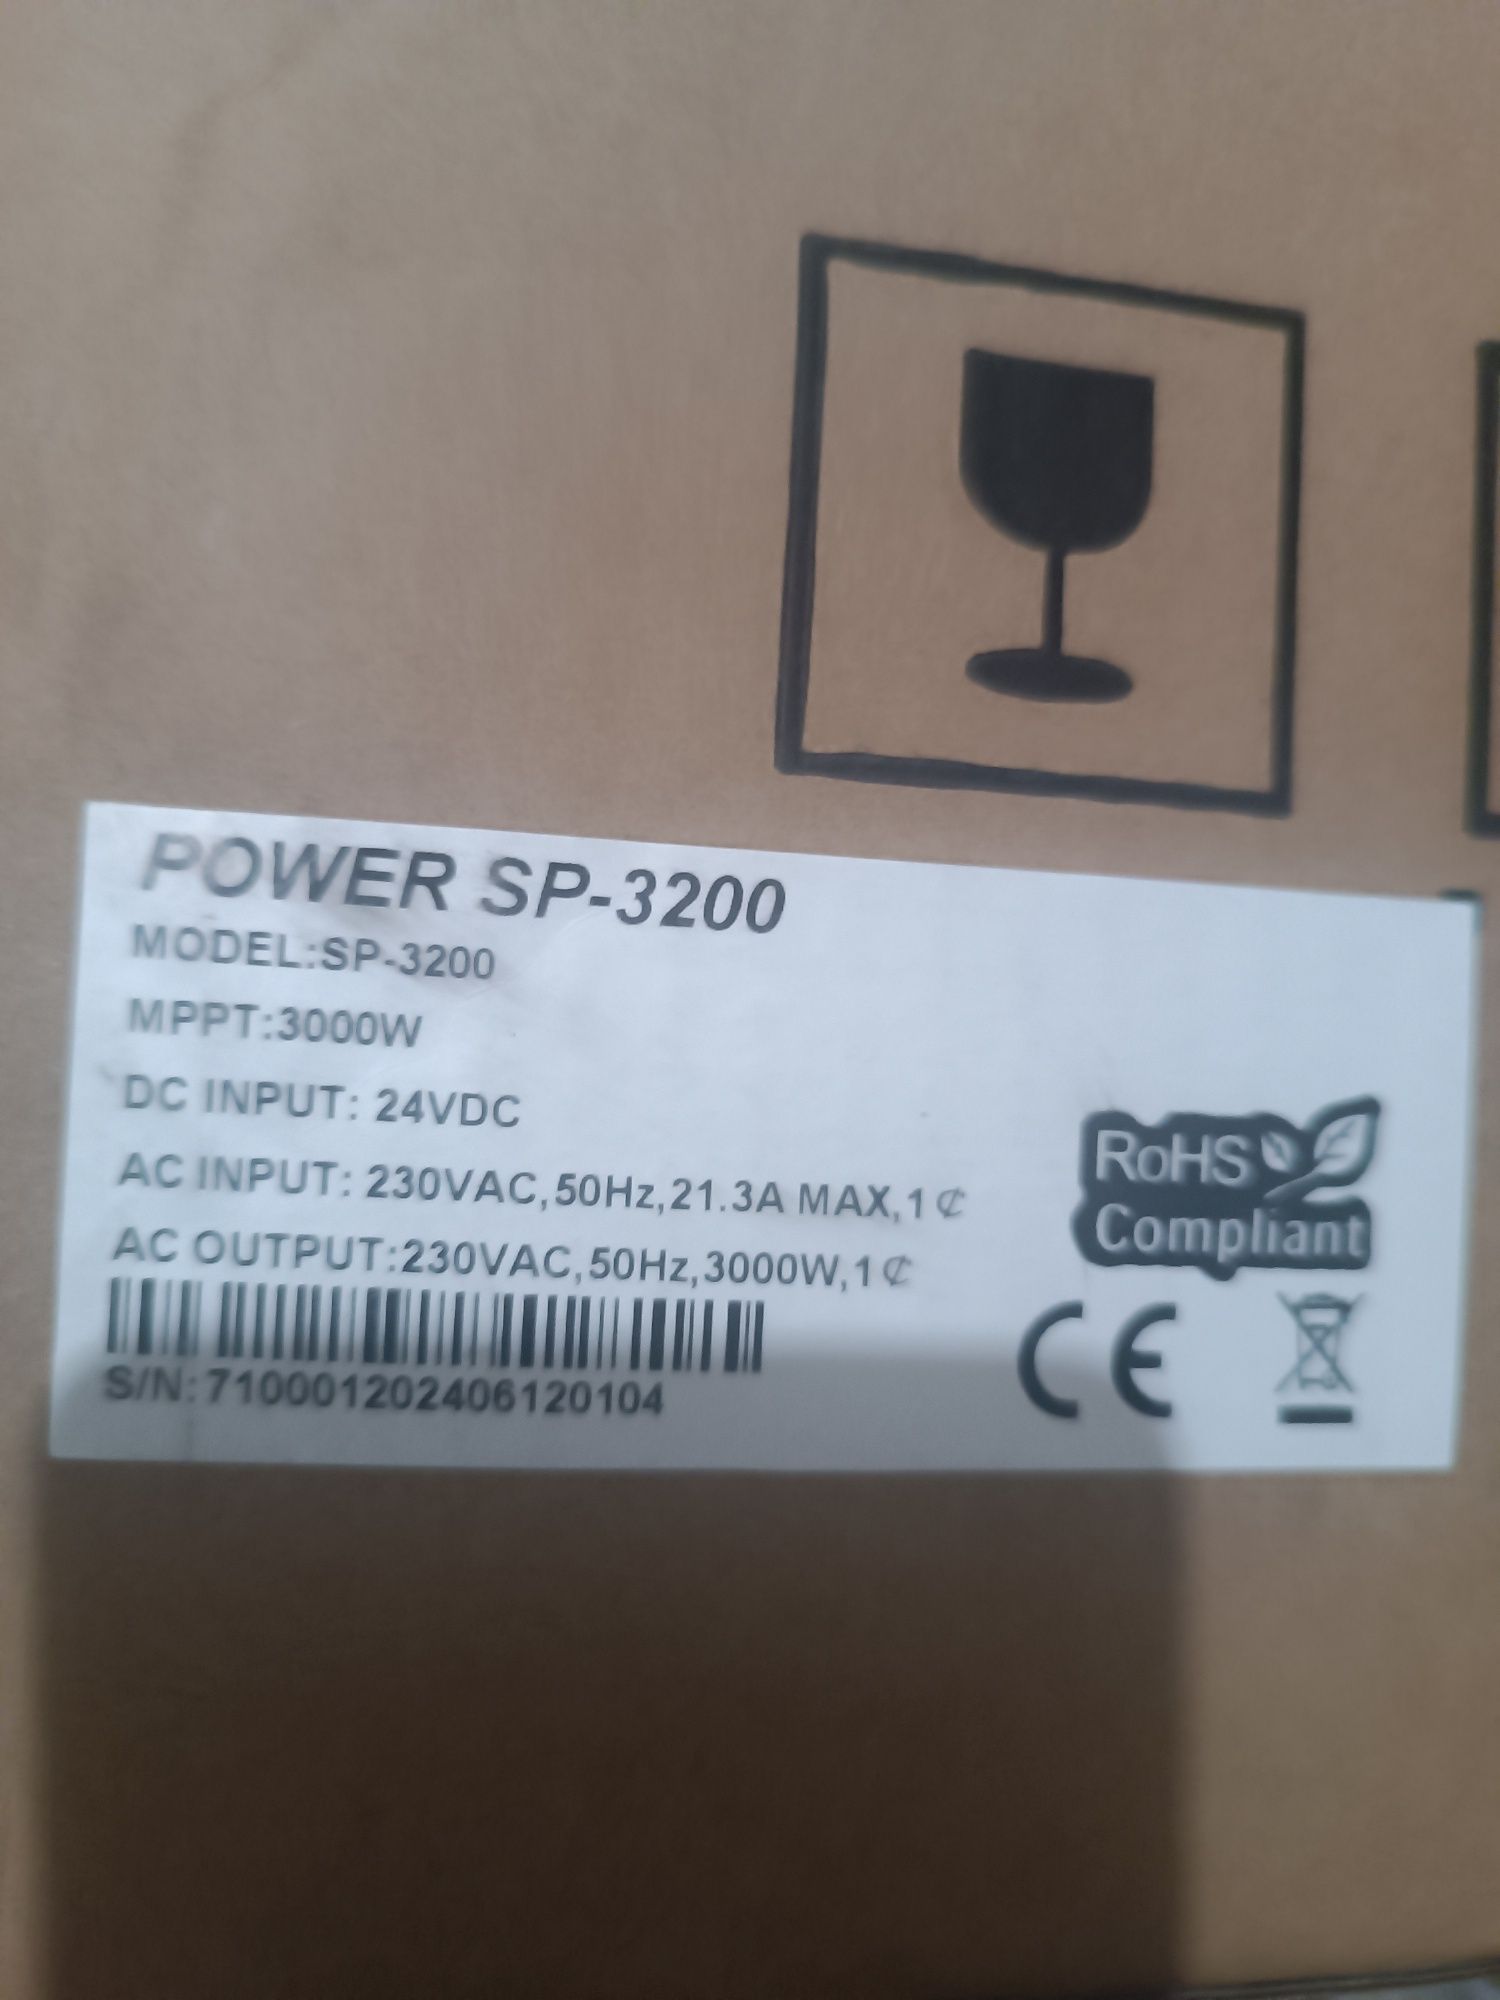 POWER SP-3200
MODEL:SP-3200
MPPT:3000W
DC INPUT: 24VDC
AC INPUT: 230VAC,50Hz,21.3A MAX,1¢
AC OUTPUT:230VAC,50Hz,3000W,1¢
S/N:710001202406120104
RoHS
Compliant
CE